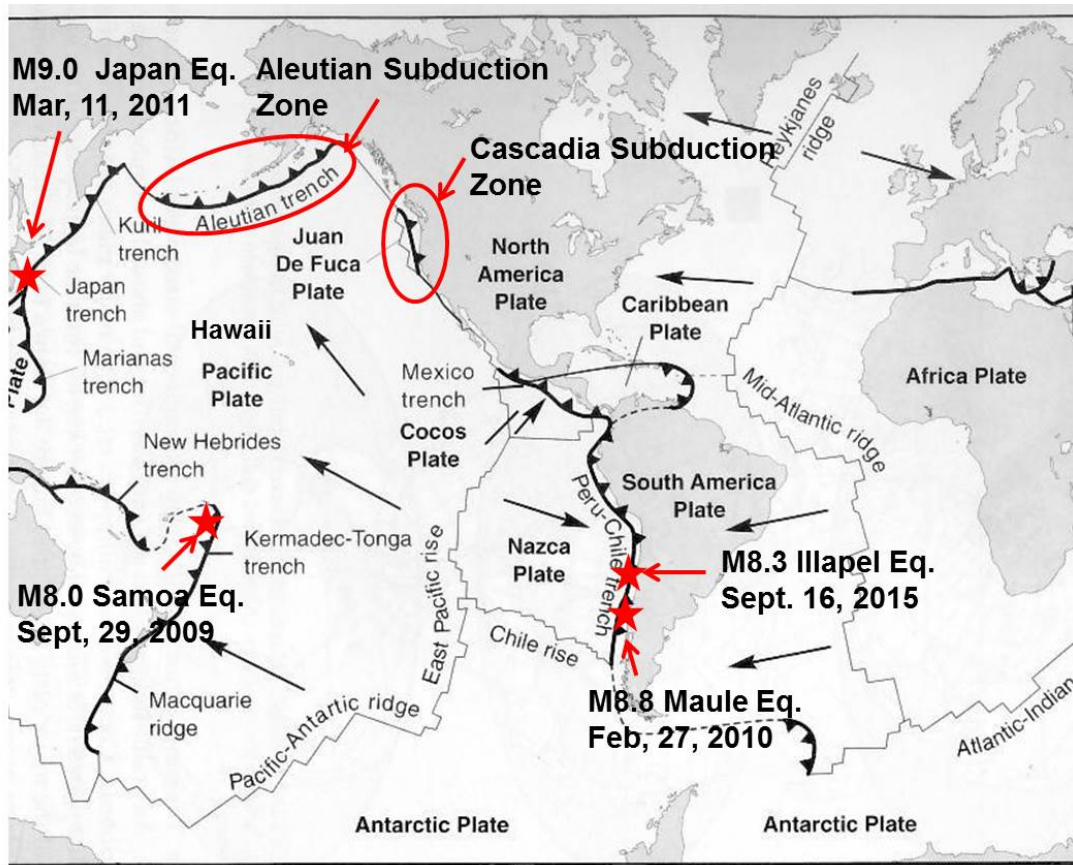 M9.0 Japan Eq.
Mar, 11, 2011
Aleutian Subduction
Zone
Cascadia Subduction
Zone
Reykjanes
ridge
Aleutian trench
Kuril
trench
Juan
De Fuca
Plate
North
America
Plate
Japan
trench
Caribbean
Plate
Hawaii
Marianas
trench
Plate
Pacific
Plate
Mexico
trench
Africa Plate
Mid-Atlantic ridge
New Hebrides
trench
Cocos
Plate
South America
Plate
Peru-Chile trench
Kermadec-Tonga
trench
Nazca
Plate
M8.0 Samoa Eq.
Sept, 29, 2009
M8.3 Illapel Eq.
Sept. 16, 2015
East Pacific rise
Chile rise
Macquarie
ridge
M8.8 Maule Eq.
Feb, 27, 2010
Pacific-Antartic ridge
Atlantic-Indian
Antarctic Plate
Antarctic Plate